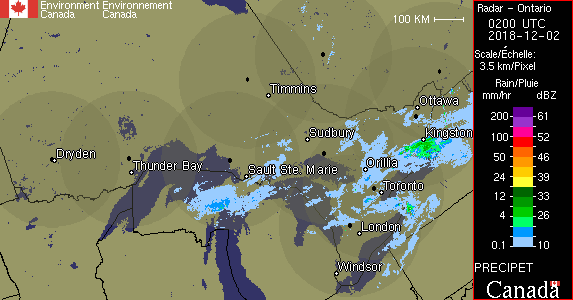 Environment Environnement
Canada Canada
100 KM
Timmins
Ottawa
Sudbury
Kingston
Dryden
Thunder Bay
Sault Ste. Marie
Orillia
Toronto
London
Windsor
Radar - Ontario
0200 UTC
2018-12-02
Scale/Échelle:
3.5 km/Pixel
Rain/Pluie
mm/hr dBZ
200 61
100 52
50 46
24 39
12 33
4 26
1 18
0.1 10
PRECIPET
Canada